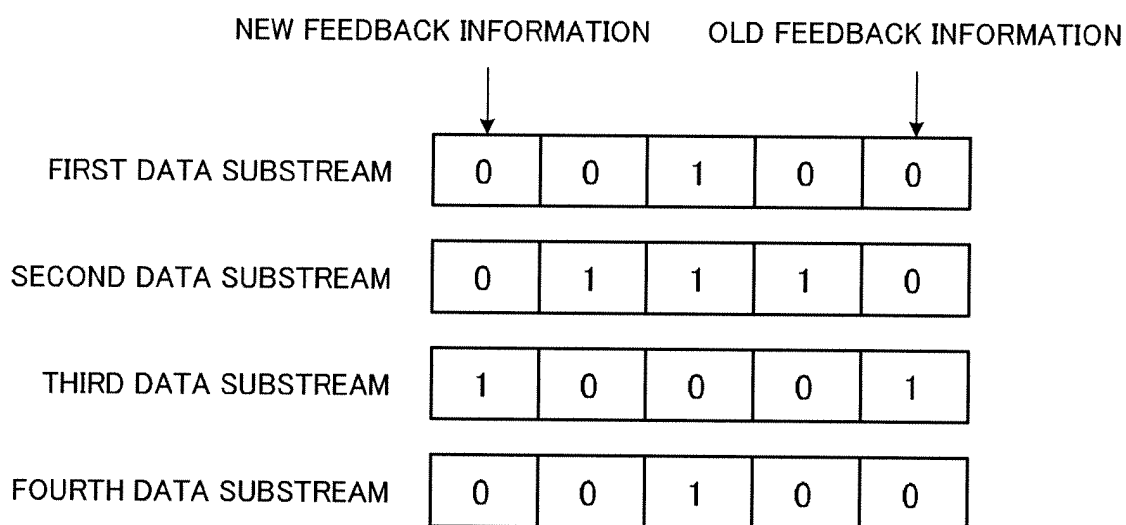 NEW FEEDBACK INFORMATION OLD FEEDBACK INFORMATION
FIRST DATA SUBSTREAM 0 0 1 0 0
SECOND DATA SUBSTREAM 0 1 1 1 0
THIRD DATA SUBSTREAM 1 0 0 0 1
FOURTH DATA SUBSTREAM 0 0 1 0 0